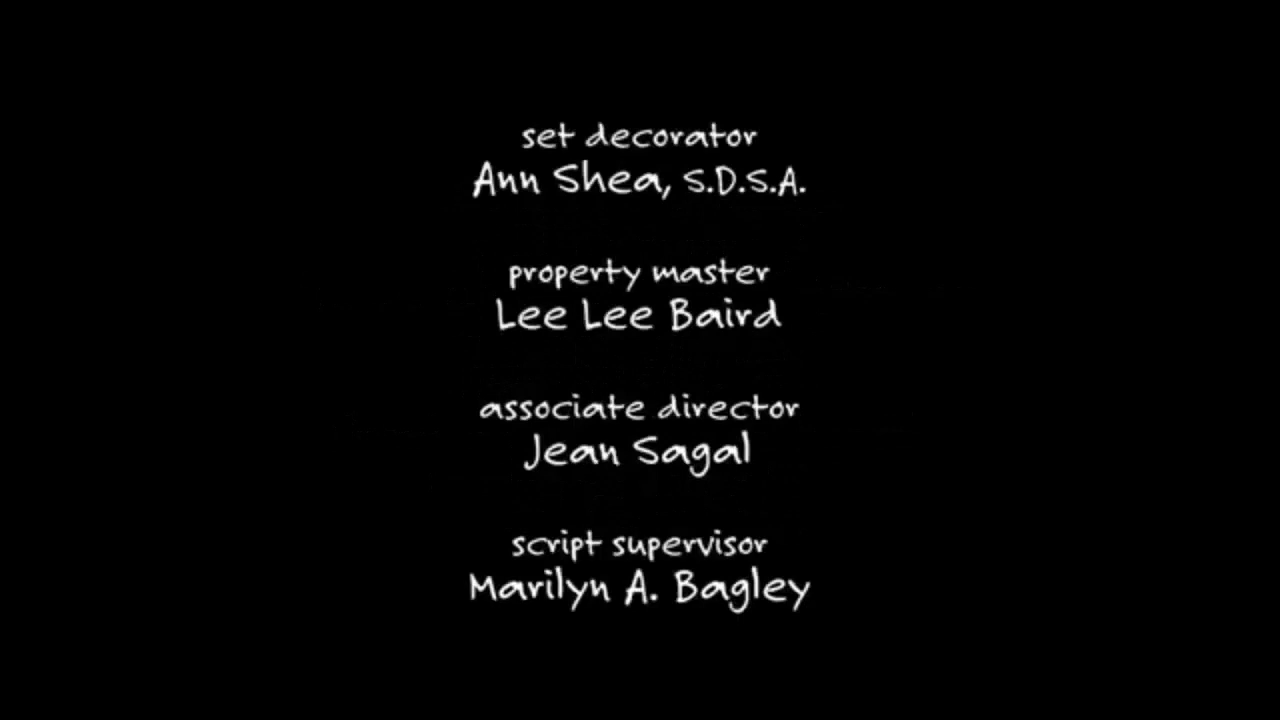 set decorator
Ann Shea, S.D.S.A.
property master
Lee Lee Baird
associate director
Jean Sagal
script supervisor
Marilyn A. Bagley